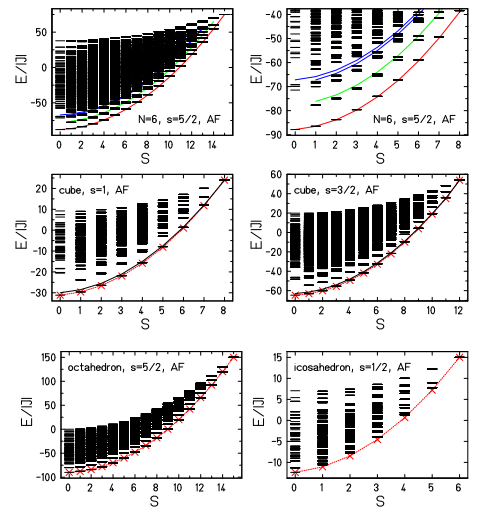 50
0
−50
E/|J|
N=6, s=5/2, AF
0 2 4 6 8 10 12 14
S
−40
−50
−60
−70
−80
−90
E/|J|
N=6, s=5/2, AF
0 1 2 3 4 5 6 7 8
S
20
10
0
−10
−20
−30
E/|J|
cube, s=1, AF
0 1 2 3 4 5 6 7 8
S
60
40
20
0
−20
−40
−60
E/|J|
cube, s=3/2, AF
0 2 4 6 8 10 12
S
150
100
50
0
−50
−100
E/|J|
octahedron, s=5/2, AF
0 2 4 6 8 10 12 14
S
15
10
5
0
−5
−10
E/|J|
icosahedron, s=1/2, AF
0 1 2 3 4 5 6
S